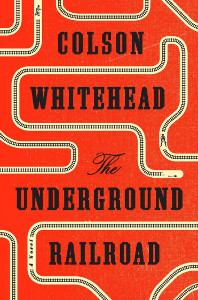 COLSON
WHITEHEAD
The
UNDERGROUND
RAILROAD
A Novel